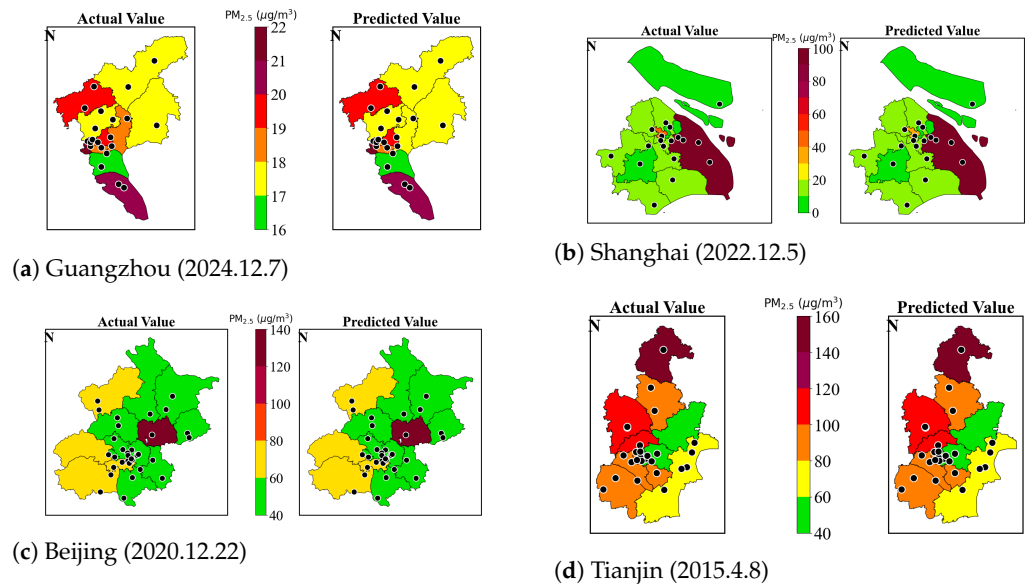 Actual Value
PM2.5 (μg/m³)
Predicted Value
N
22
21
20
19
18
17
16
N
(a) Guangzhou (2024.12.7)
Actual Value
PM2.5 (μg/m³)
Predicted Value
N
100
80
60
40
20
0
N
(b) Shanghai (2022.12.5)
Actual Value
PM2.5 (μg/m³)
Predicted Value
N
140
120
100
80
60
40
N
(c) Beijing (2020.12.22)
Actual Value
PM2.5 (μg/m³)
Predicted Value
N
160
140
120
100
80
60
40
N
(d) Tianjin (2015.4.8)